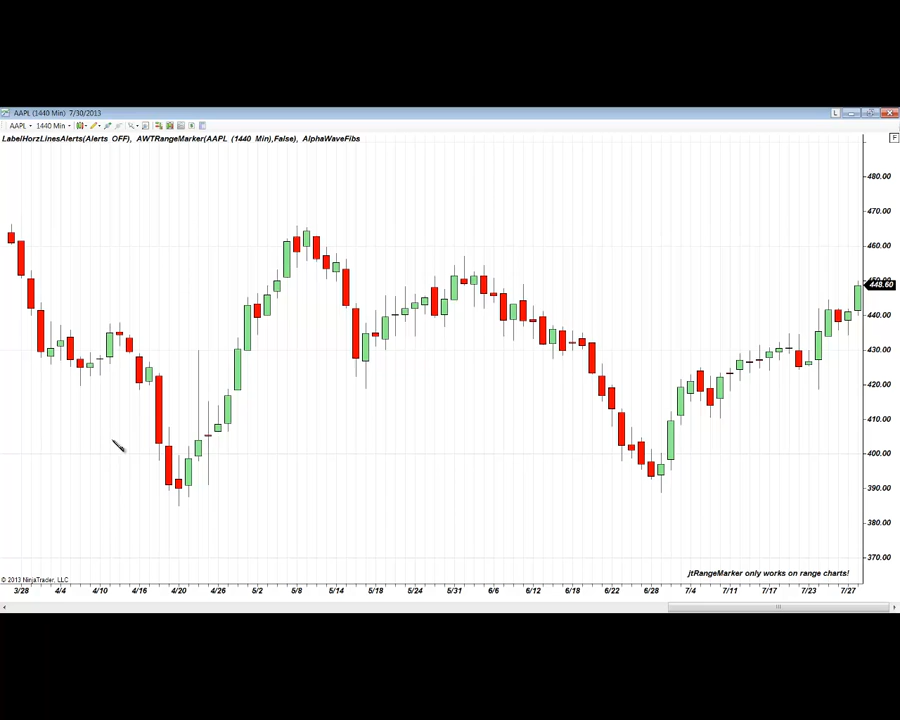 AAPL (1440 Min) 7/30/2013
L
AAPL 1440 Min
LabelHorzLinesAlerts(Alerts OFF), AWTRangeMarker(AAPL (1440 Min),False), AlphaWaveFibs
F
480.00
470.00
460.00
450.00
448.60
440.00
430.00
420.00
410.00
400.00
390.00
380.00
370.00
jtRangeMarker only works on range charts!
© 2013 NinjaTrader, LLC
3/28 4/4 4/10 4/16 4/20 4/26 5/2 5/8 5/14 5/18 5/24 5/31 6/6 6/12 6/18 6/22 6/28 7/4 7/11 7/17 7/23 7/27